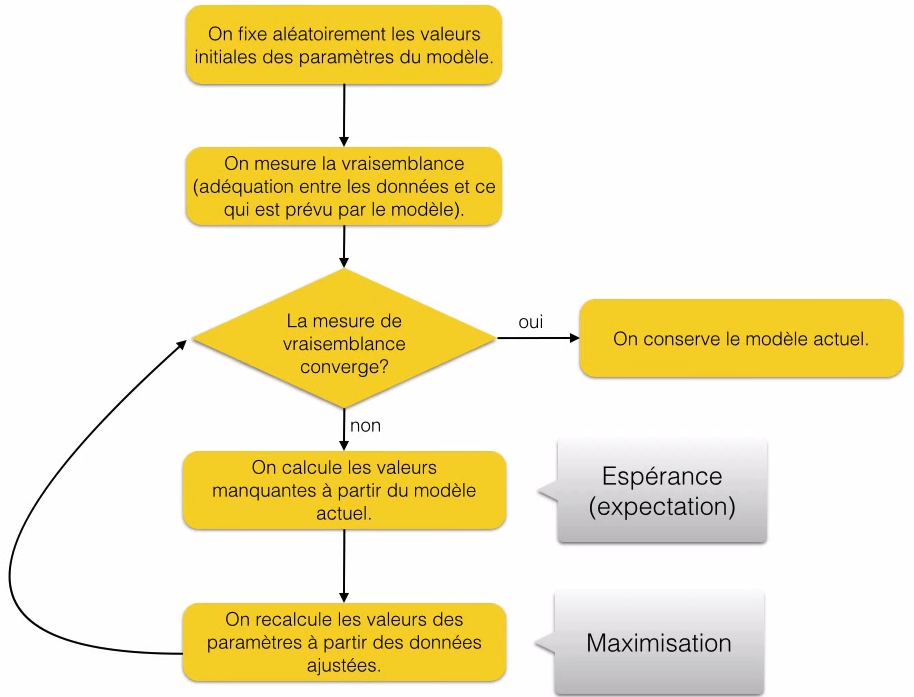 On fixe aléatoirement les valeurs
initiales des paramètres du modèle.
On mesure la vraisemblance
(adéquation entre les données et ce
qui est prévu par le modèle).
La mesure de
vraisemblance
converge?
oui
On conserve le modèle actuel.
non
On calcule les valeurs
manquantes à partir du modèle
actuel.
Espérance
(expectation)
On recalcule les valeurs des
paramètres à partir des données
ajustées.
Maximisation